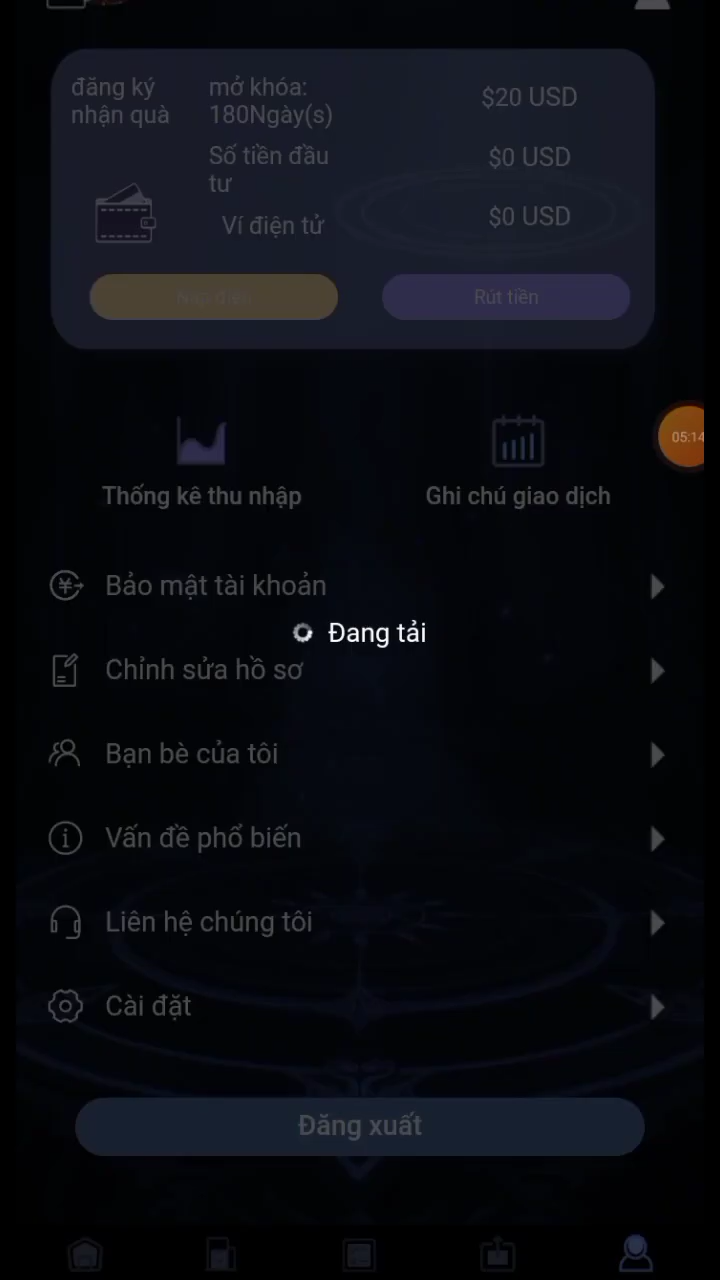 đăng ký
nhận quà
mở khóa:
180Ngày(s)
$20 USD
Số tiền đầu
tư
$0 USD
Ví điện tử
$0 USD
Rút tiền
05:14
Thống kê thu nhập
Ghi chú giao dịch
Bảo mật tài khoản
Đang tải
Chỉnh sửa hồ sơ
Bạn bè của tôi
Vấn đề phổ biến
Liên hệ chúng tôi
Cài đặt
Đăng xuất